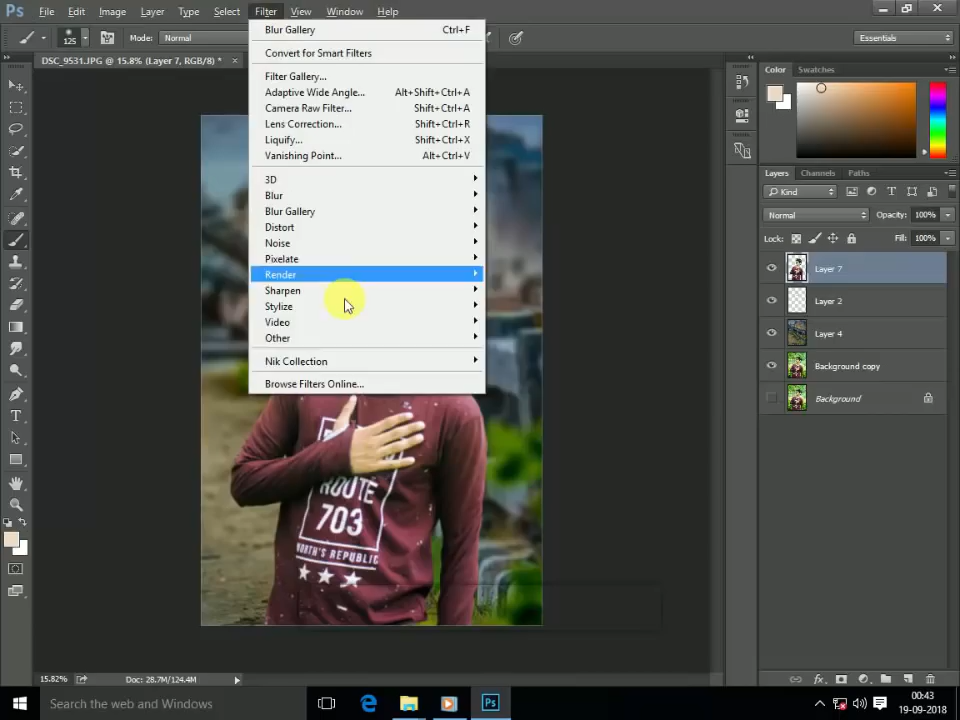 Ps File Edit Image Layer Type Select Filter View Window Help
125 Mode: Normal Essentials
DSC_9531.JPG @ 15.8% (Layer 7, RGB/8) * ×
Blur Gallery Ctrl+F
Convert for Smart Filters
Filter Gallery...
Adaptive Wide Angle... Alt+Shift+Ctrl+A
Camera Raw Filter... Shift+Ctrl+A
Lens Correction... Shift+Ctrl+R
Liquify... Shift+Ctrl+X
Vanishing Point... Alt+Ctrl+V
3D
Blur
Blur Gallery
Distort
Noise
Pixelate
Render
Sharpen
Stylize
Video
Other
Nik Collection
Browse Filters Online...
ROUTE
703
NORTH'S REPUBLIC
Color Swatches
Layers Channels Paths
Kind
Normal Opacity: 100%
Lock: Fill: 100%
Layer 7
Layer 2
Layer 4
Background copy
Background
15.82% Doc: 28.7M/124.4M
Search the web and Windows
Ps
00:43
19-09-2018